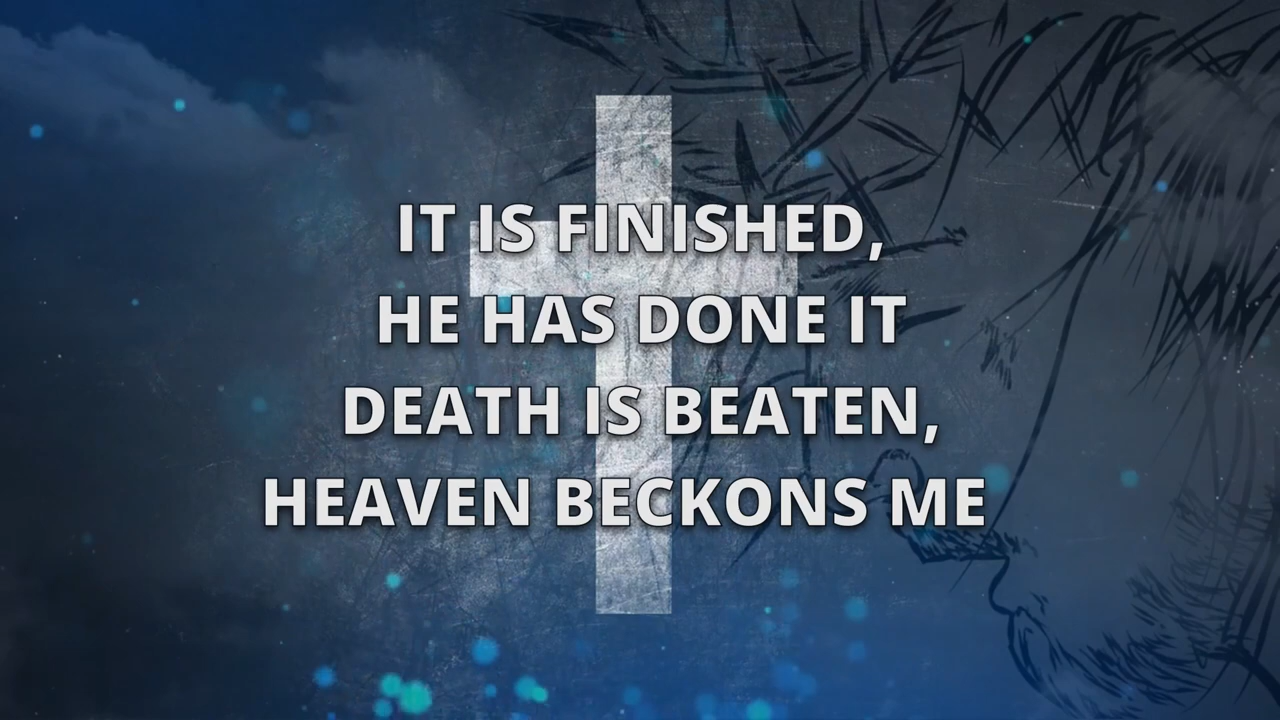 IT IS FINISHED,
HE HAS DONE IT
DEATH IS BEATEN,
HEAVEN BECKONS ME